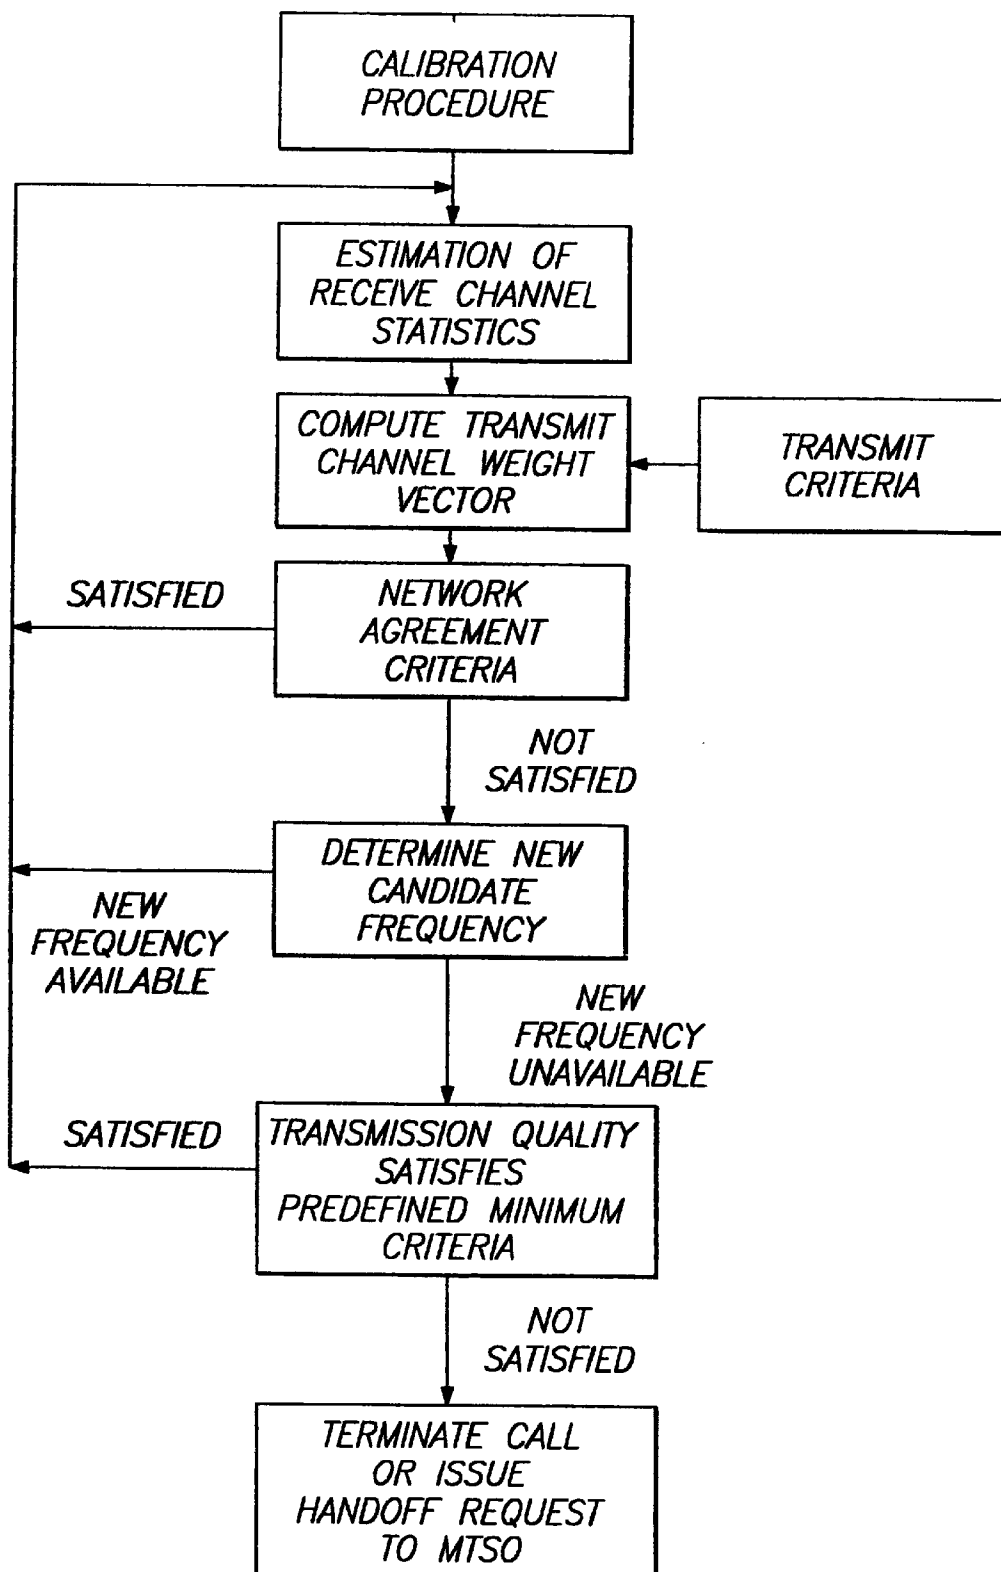 CALIBRATION
PROCEDURE
ESTIMATION OF
RECEIVE CHANNEL
STATISTICS
COMPUTE TRANSMIT
CHANNEL WEIGHT
VECTOR
TRANSMIT
CRITERIA
SATISFIED
NETWORK
AGREEMENT
CRITERIA
NOT
SATISFIED
DETERMINE NEW
CANDIDATE
FREQUENCY
NEW
FREQUENCY
AVAILABLE
NEW
FREQUENCY
UNAVAILABLE
SATISFIED
TRANSMISSION QUALITY
SATISFIES
PREDEFINED MINIMUM
CRITERIA
NOT
SATISFIED
TERMINATE CALL
OR ISSUE
HANDOFF REQUEST
TO MTSO